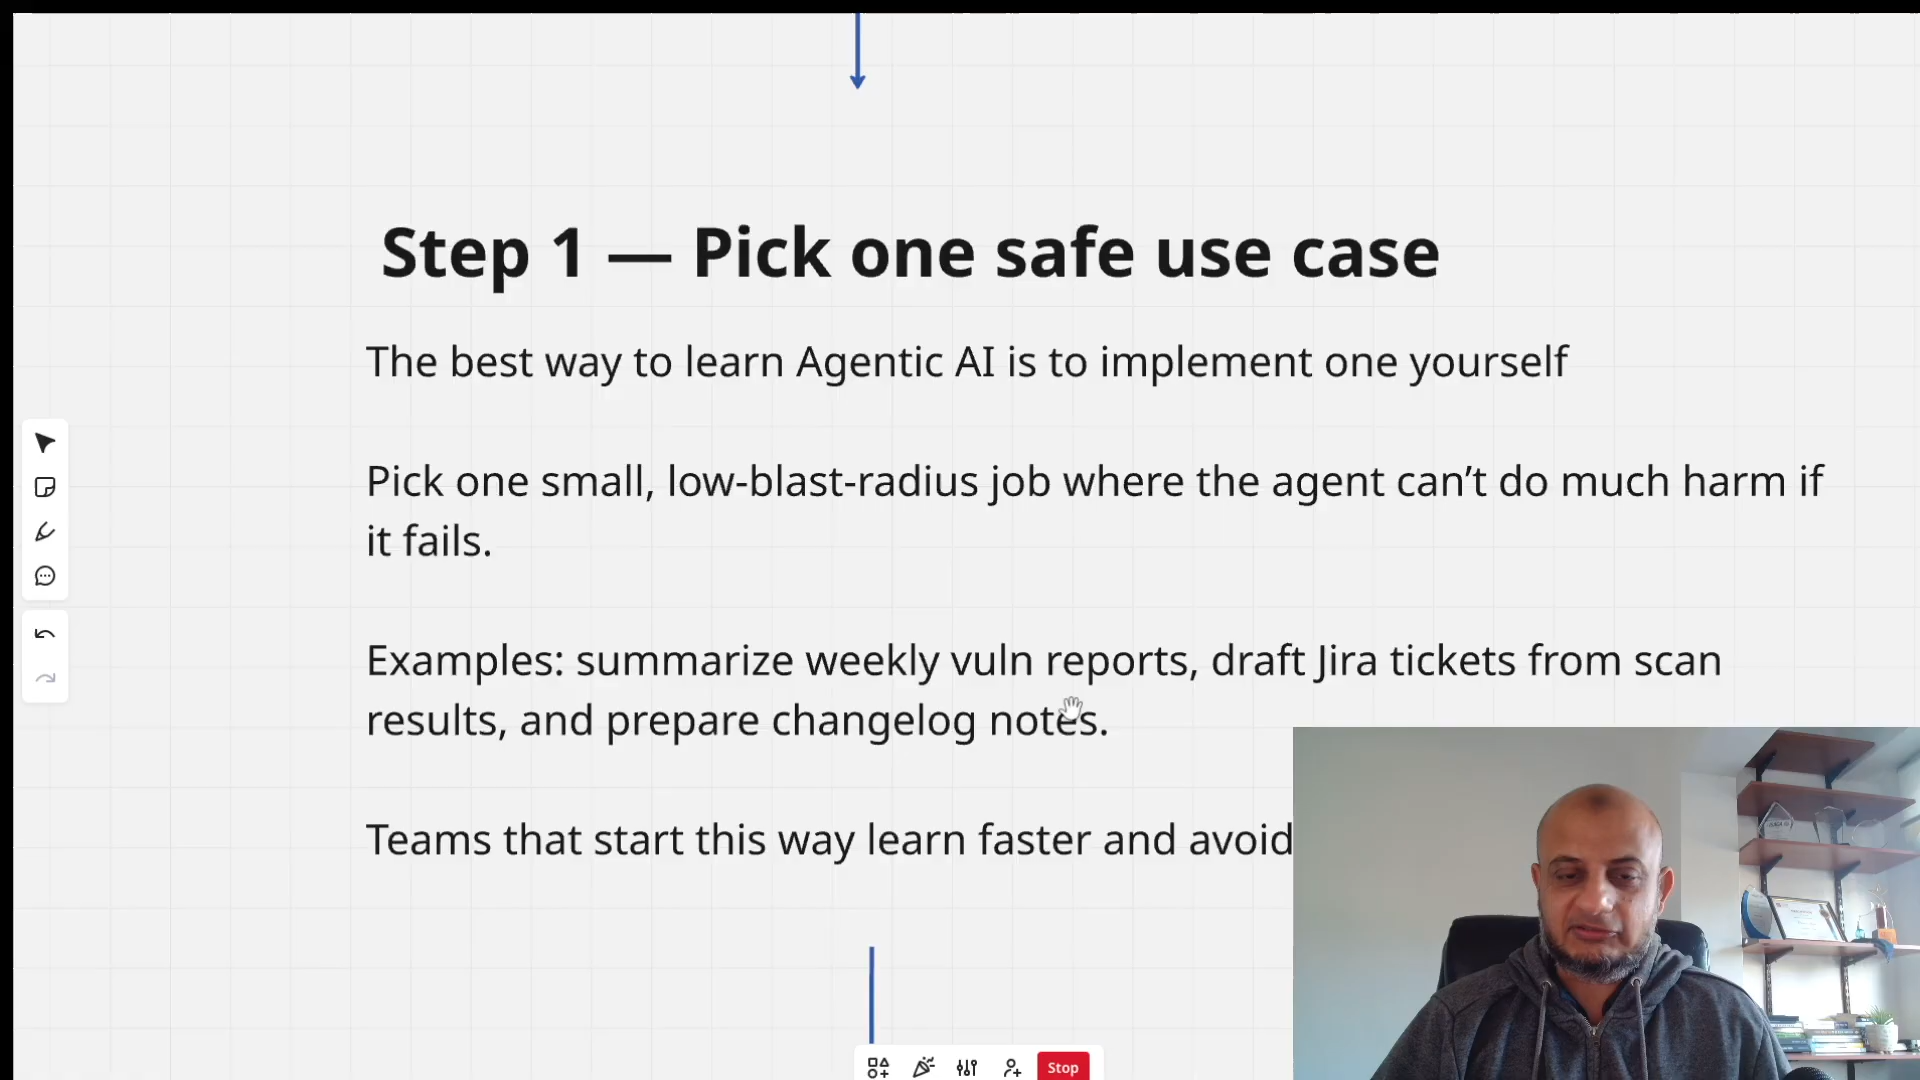 Step 1 — Pick one safe use case
The best way to learn Agentic AI is to implement one yourself
Pick one small, low-blast-radius job where the agent can’t do much harm if
it fails.
Examples: summarize weekly vuln reports, draft Jira tickets from scan
results, and prepare changelog notes.
Teams that start this way learn faster and avoid
Stop